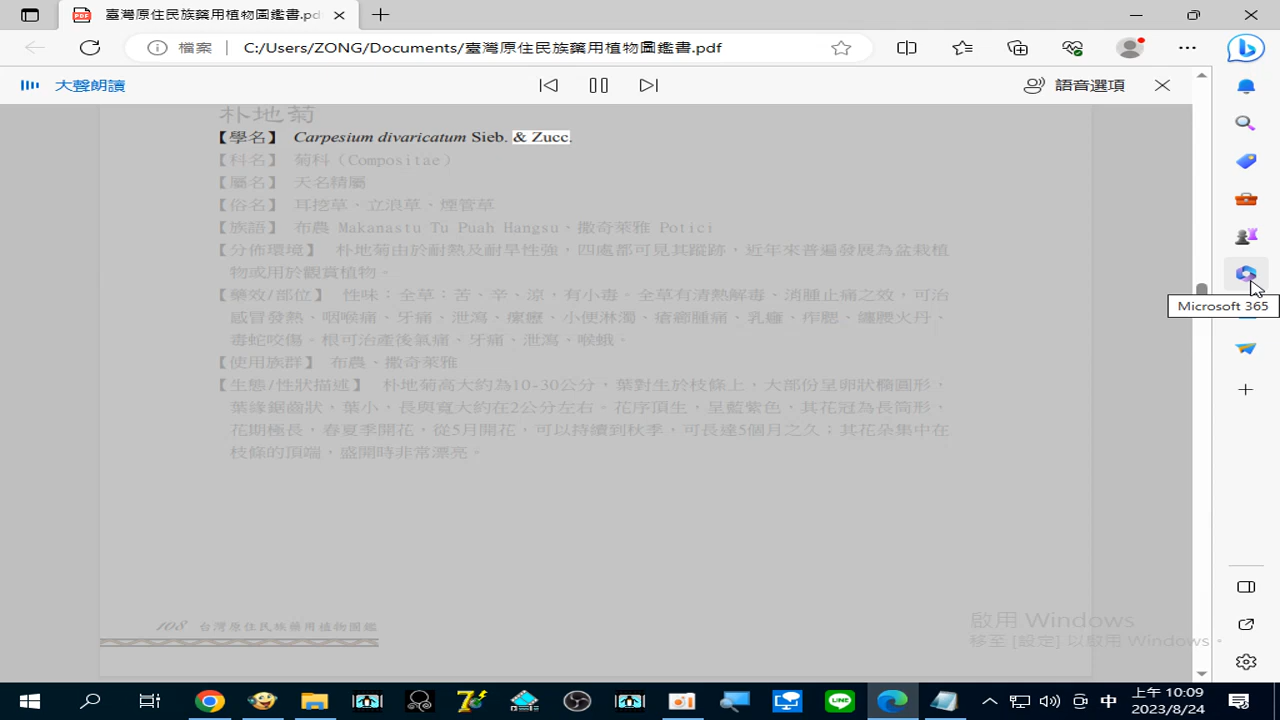 臺灣原住民族藥用植物圖鑑書.pdf
檔案
C:/Users/ZONG/Documents/臺灣原住民族藥用植物圖鑑書.pdf
大聲朗讀
語音選項
朴地菊
【學名】 Carpesium divaricatum Sieb. & Zucc.
【科名】 菊科（Compositae）
【屬名】 天名精屬
【俗名】 耳挖草、立浪草、煙管草
【族語】 布農 Makanastu Tu Puah Hangsu、撒奇萊雅 Potici
【分佈環境】 朴地菊由於耐熱及耐旱性強，四處都可見其蹤跡，近年來普遍發展為盆栽植
物或用於觀賞植物。
【藥效/部位】 性味：全草：苦、辛、涼，有小毒。全草有清熱解毒、消腫止痛之效，可治
感冒發熱、咽喉痛、牙痛、泄瀉、瘰癧、小便淋濁、瘡癤腫痛、乳癰、痄腮、纏腰火丹、
毒蛇咬傷。根可治產後氣痛、牙痛、泄瀉、喉蛾。
【使用族群】 布農、撒奇萊雅
【生態/性狀描述】 朴地菊高大約為10-30公分，葉對生於枝條上，大部份呈卵狀橢圓形，
葉緣鋸齒狀，葉小，長與寬大約在2公分左右。花序頂生，呈藍紫色，其花冠為長筒形，
花期極長，春夏季開花，從5月開花，可以持續到秋季，可長達5個月之久；其花朵集中在
枝條的頂端，盛開時非常漂亮。
108 台灣原住民族藥用植物圖鑑
Microsoft 365
啟用 Windows
移至 [設定] 以啟用 Windows。
中
上午 10:09
2023/8/24